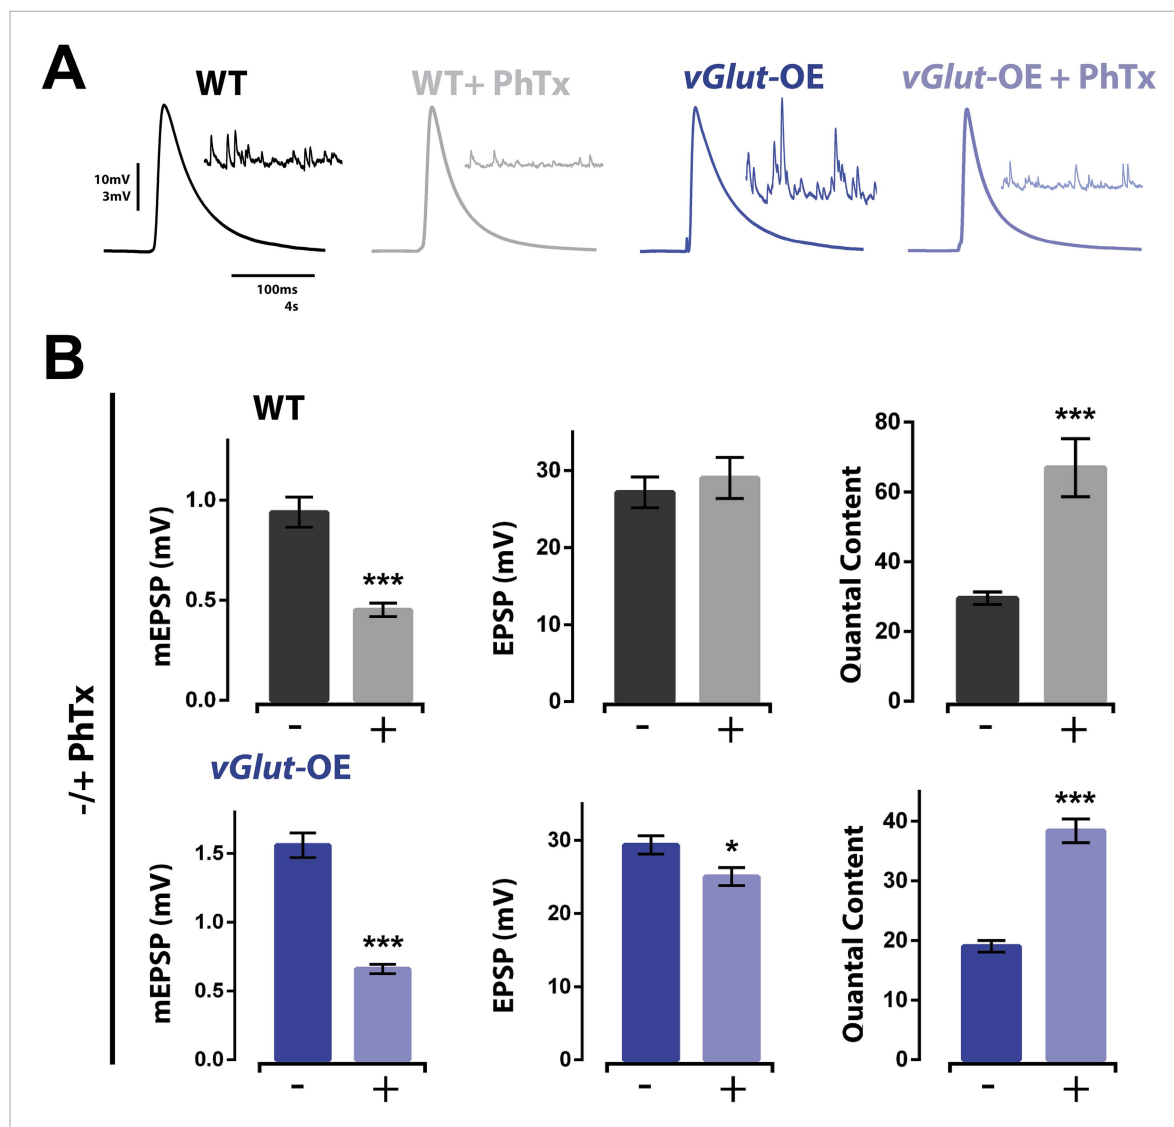 A
WT
WT+ PhTx
vGlut-OE
vGlut-OE + PhTx
10mV
3mV
100ms
4s
B
-/+ PhTx
WT
mEPSP (mV)
1.0
0.5
0.0
***
- +
EPSP (mV)
30
20
10
0
- +
Quantal Content
80
60
40
20
0
***
- +
vGlut-OE
mEPSP (mV)
1.5
1.0
0.5
0.0
***
- +
EPSP (mV)
30
20
10
0
*
- +
Quantal Content
40
30
20
10
0
***
- +